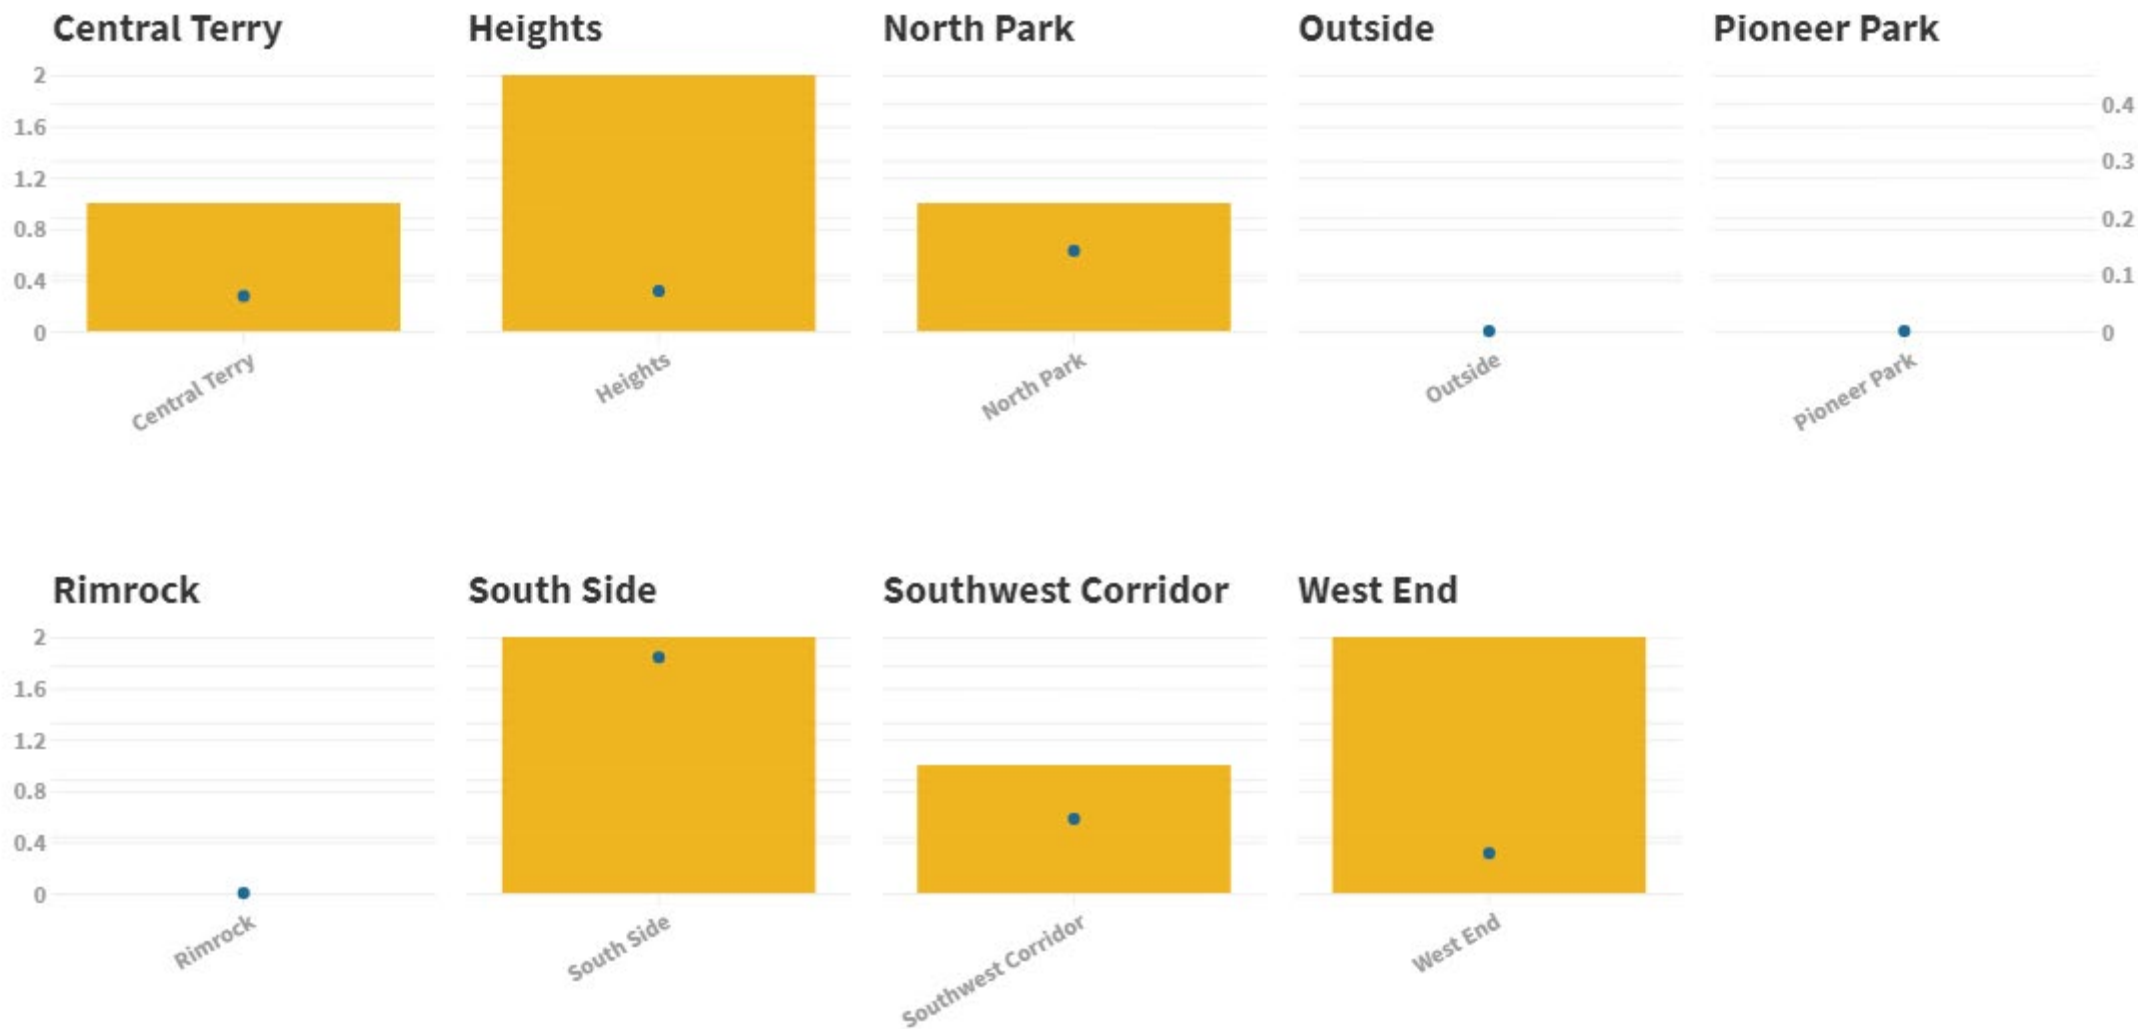 Central Terry
Heights
North Park
Outside
Pioneer Park
2
1.6
1.2
0.8
0.4
0
0.4
0.3
0.2
0.1
0
Central Terry
Heights
North Park
Outside
Pioneer Park
Rimrock
South Side
Southwest Corridor
West End
2
1.6
1.2
0.8
0.4
0
Rimrock
South Side
Southwest Corridor
West End